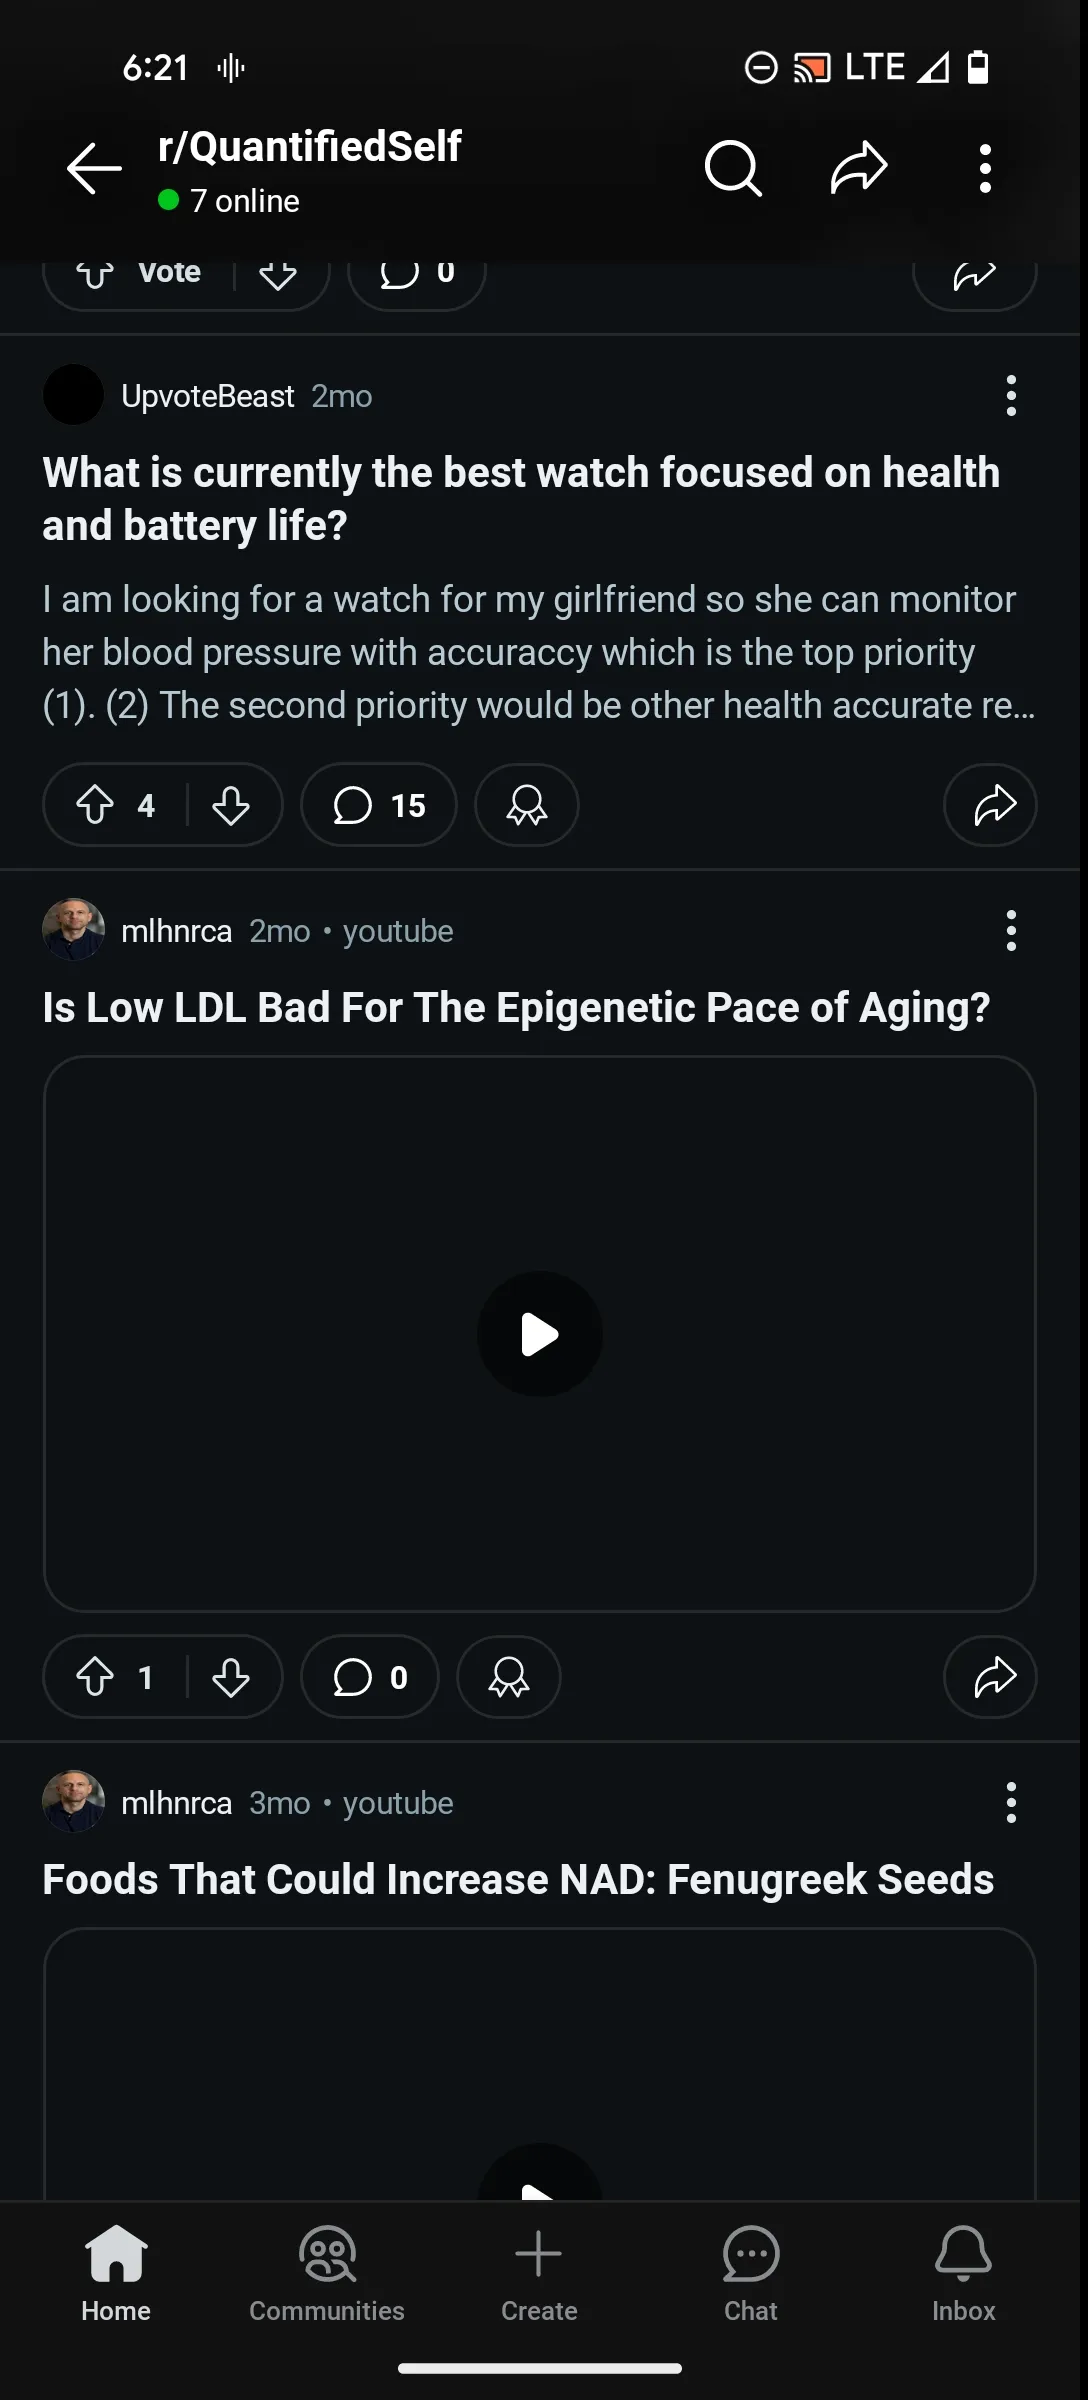 6:21
LTE
r/QuantifiedSelf
7 online
Vote
0
UpvoteBeast 2mo
What is currently the best watch focused on health
and battery life?
I am looking for a watch for my girlfriend so she can monitor
her blood pressure with accuraccy which is the top priority
(1). (2) The second priority would be other health accurate re…
4
15
mlhnrca 2mo • youtube
Is Low LDL Bad For The Epigenetic Pace of Aging?
1
0
mlhnrca 3mo • youtube
Foods That Could Increase NAD: Fenugreek Seeds
Home
Communities
Create
Chat
Inbox